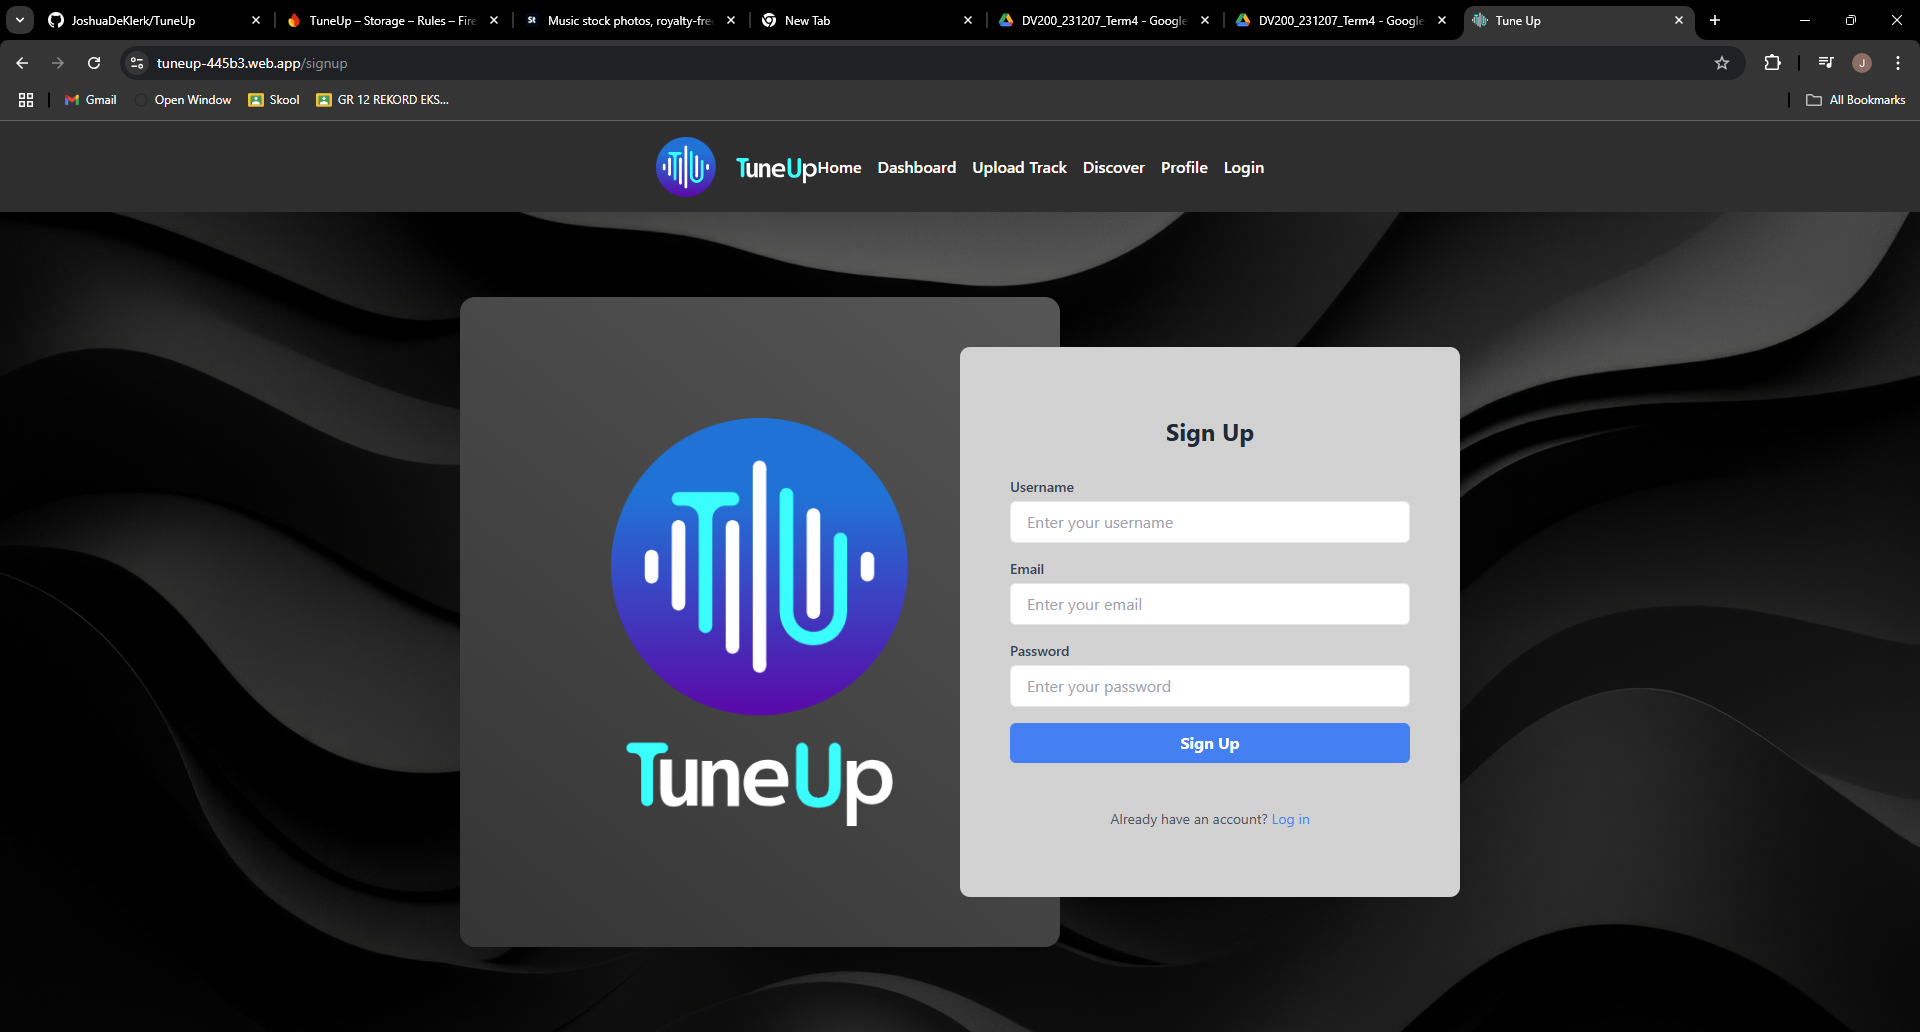 JoshuaDeKlerk/TuneUp
TuneUp – Storage – Rules – Fire
Music stock photos, royalty-fre
New Tab
DV200_231207_Term4 - Google
DV200_231207_Term4 - Google
Tune Up
tuneup-445b3.web.app/signup
J
Gmail
Open Window
Skool
GR 12 REKORD EKS...
All Bookmarks
TU
TuneUp
Home
Dashboard
Upload Track
Discover
Profile
Login
TU
TuneUp
Sign Up
Username
Enter your username
Email
Enter your email
Password
Enter your password
Sign Up
Already have an account? Log in